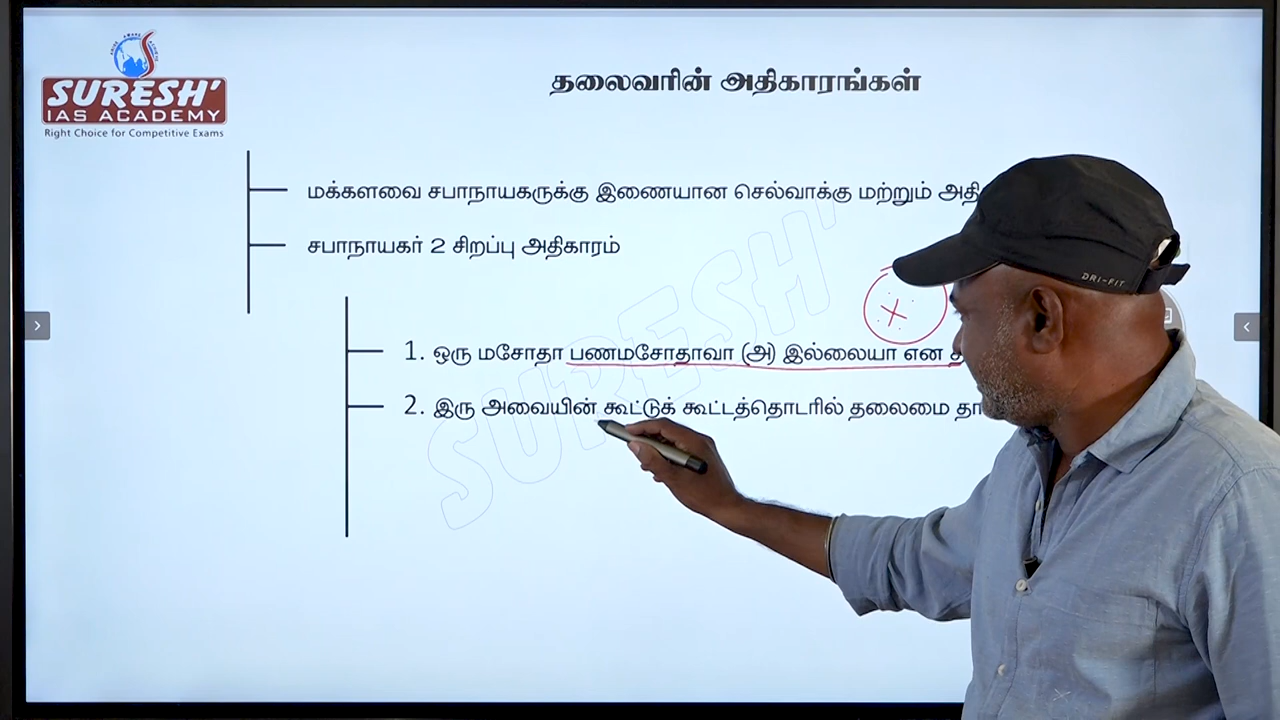 SURESH'
IAS ACADEMY
Right Choice for Competitive Exams
தலைவரின் அதிகாரங்கள்
மக்களவை சபாநாயகருக்கு இணையான செல்வாக்கு மற்றும்
சபாநாயகர் 2 சிறப்பு அதிகாரம்
1. ஒரு மசோதா பணமசோதாவா (அ) இல்லையா என
2. இரு அவையின் கூட்டுக் கூட்டத்தொடரில் தலைமை
SURESH'
DRI-FIT